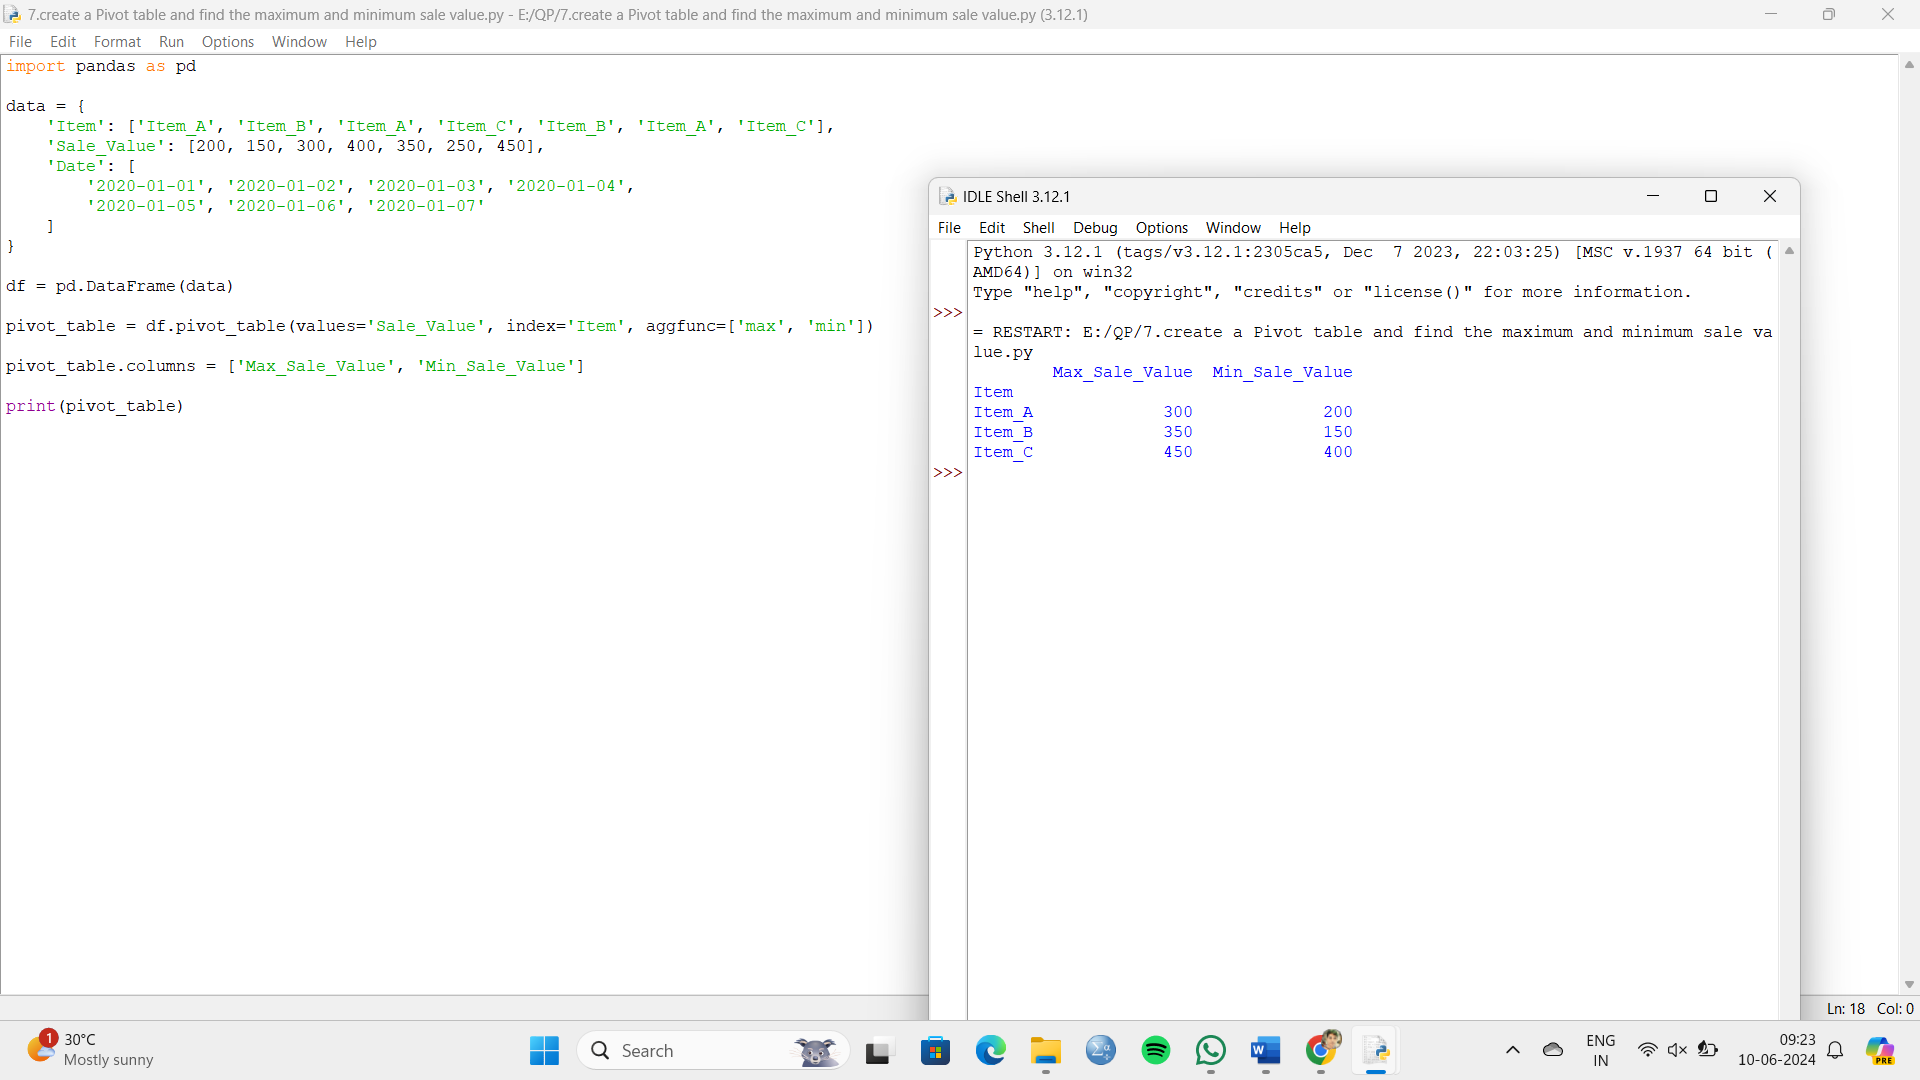 7.create a Pivot table and find the maximum and minimum sale value.py - E:/QP/7.create a Pivot table and find the maximum and minimum sale value.py (3.12.1)
File Edit Format Run Options Window Help
import pandas as pd
data = {
    'Item': ['Item_A', 'Item_B', 'Item_A', 'Item_C', 'Item_B', 'Item_A', 'Item_C'],
    'Sale_Value': [200, 150, 300, 400, 350, 250, 450],
    'Date': [
        '2020-01-01', '2020-01-02', '2020-01-03', '2020-01-04',
        '2020-01-05', '2020-01-06', '2020-01-07'
    ]
}
df = pd.DataFrame(data)
pivot_table = df.pivot_table(values='Sale_Value', index='Item', aggfunc=['max', 'min'])
pivot_table.columns = ['Max_Sale_Value', 'Min_Sale_Value']
print(pivot_table)
IDLE Shell 3.12.1
File Edit Shell Debug Options Window Help
Python 3.12.1 (tags/v3.12.1:2305ca5, Dec  7 2023, 22:03:25) [MSC v.1937 64 bit (
AMD64)] on win32
Type "help", "copyright", "credits" or "license()" for more information.
>>>
= RESTART: E:/QP/7.create a Pivot table and find the maximum and minimum sale va
lue.py
        Max_Sale_Value  Min_Sale_Value
Item
Item_A             300             200
Item_B             350             150
Item_C             450             400
>>>
Ln: 18 Col: 0
1
30°C
Mostly sunny
Search
W
ENG
IN
09:23
10-06-2024
PRE